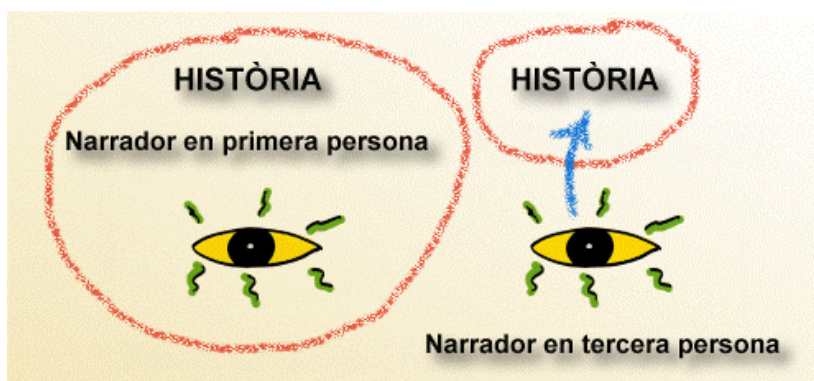 HISTÒRIA
Narrador en primera persona
HISTÒRIA
Narrador en tercera persona